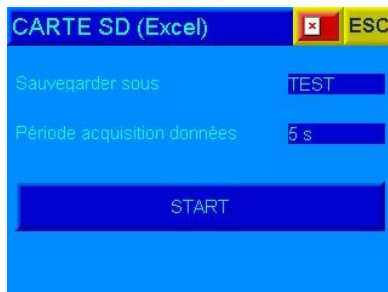 CARTE SD (Excel) ESC
Sauvegarder sous TEST
Période acquisition données 5 s
START